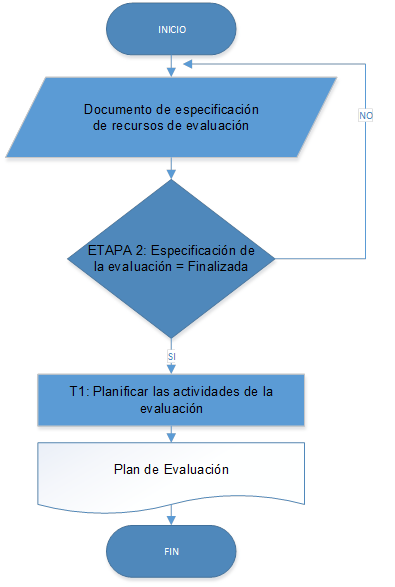 INICIO
Documento de especificación
de recursos de evaluación
NO
ETAPA 2: Especificación de
la evaluación = Finalizada
SI
T1: Planificar las actividades de la
evaluación
Plan de Evaluación
FIN